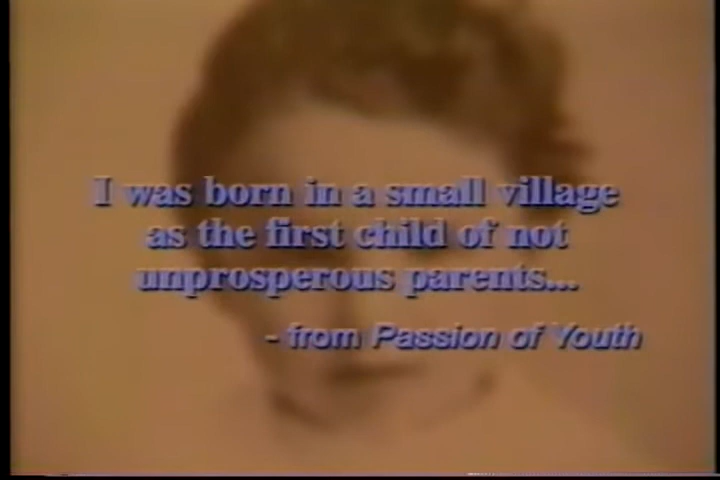 I was born in a small village
as the first child of not
unprosperous parents...
- from Passion of Youth